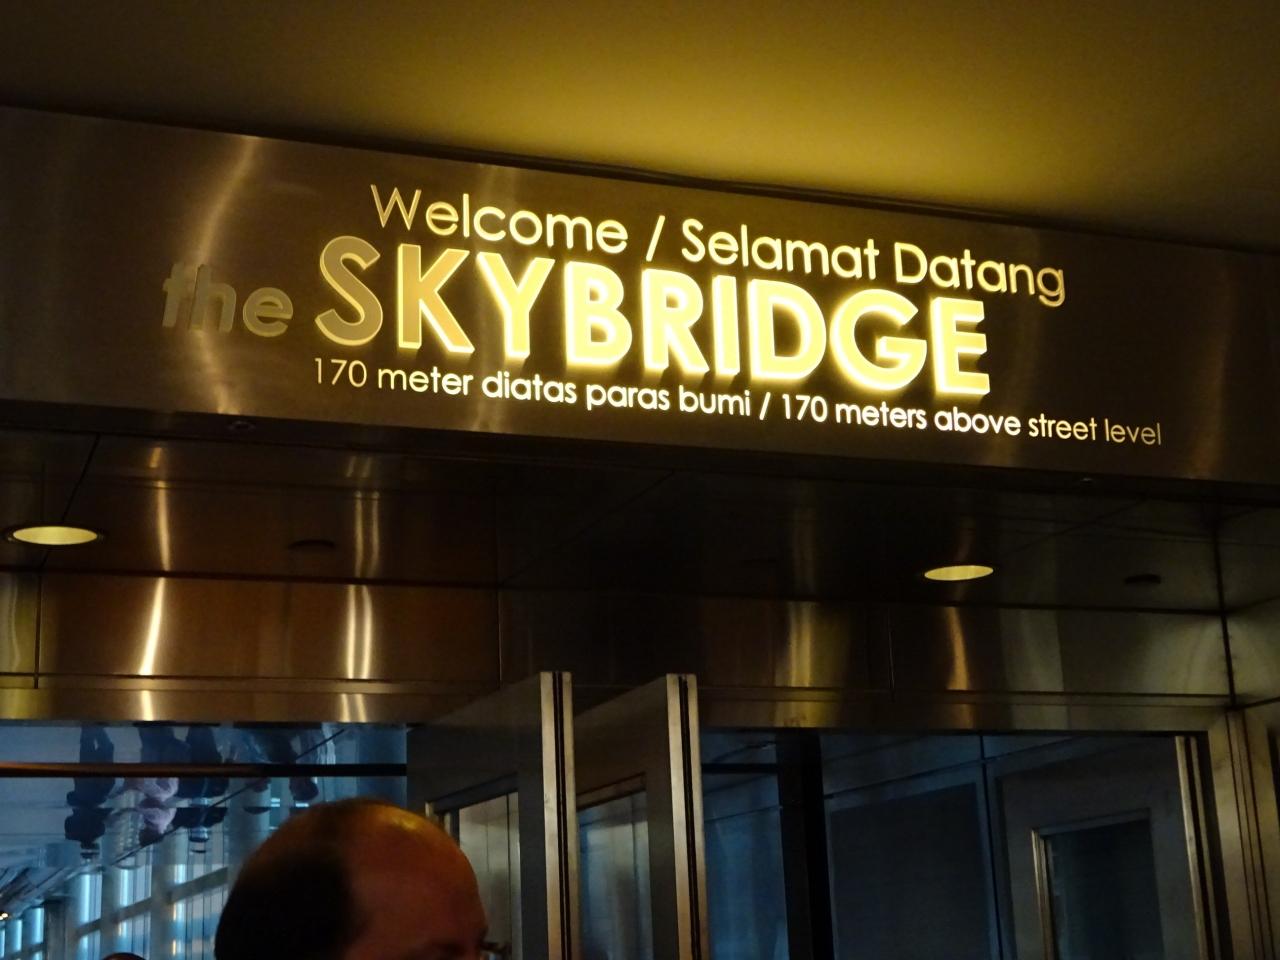 Welcome / Selamat Datang
the SKYBRIDGE
170 meter diatas paras bumi / 170 meters above street level